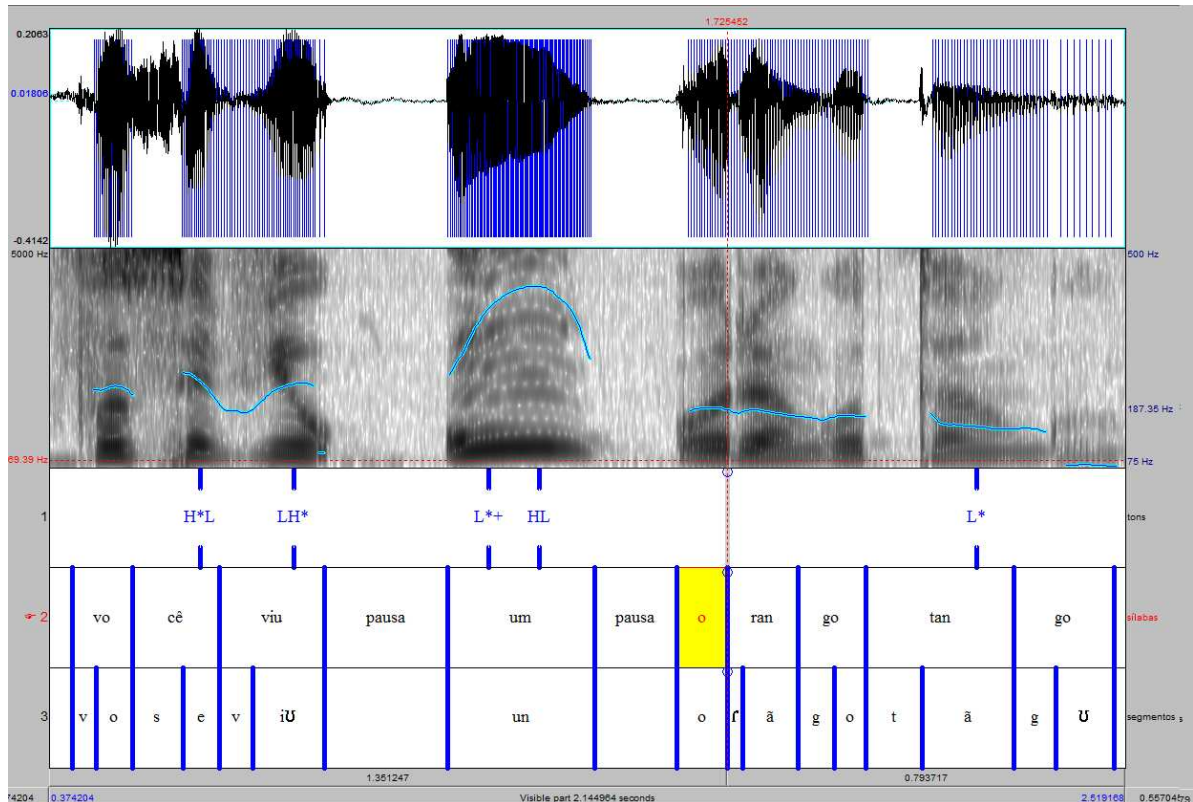 1.725452
0.2063
0.01806
-0.4142
5000 Hz
500 Hz
187.35 Hz
69.39 Hz
75 Hz
1 H*L LH* L*+ HL L* tons
2 vo cê viu pausa um pausa o ran go tan go sílabas
3 v o s e v iʊ un o ɾ ã g o t ã g ʊ segmentos
1.351247 0.793717
74204 0.374204 Visible part 2.144964 seconds 2.519168